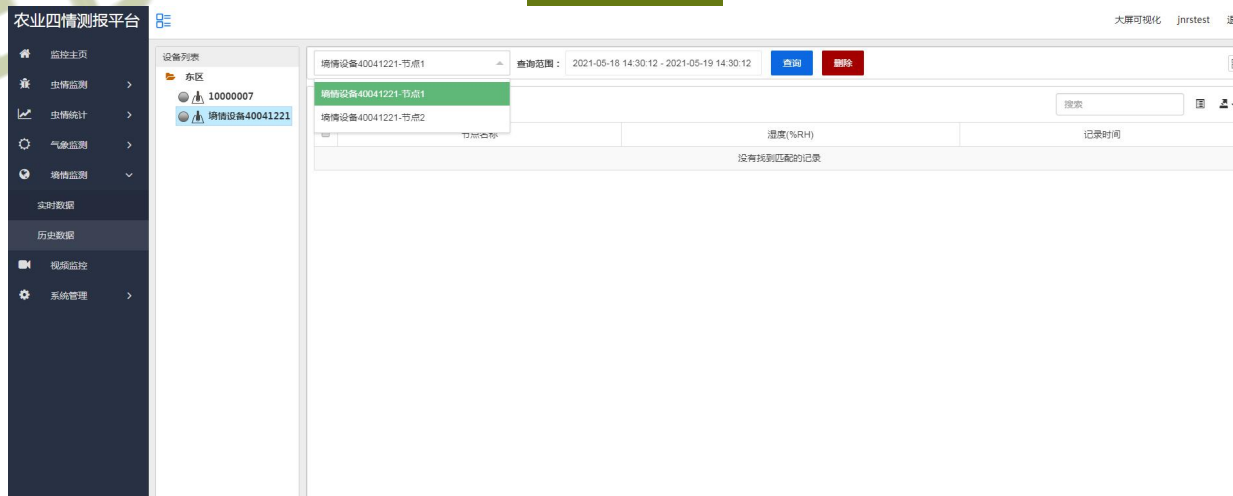 农业四情测报平台
大屏可视化 jnrstest
监控主页
虫情监测
虫情统计
气象监测
墒情监测
实时数据
历史数据
视频监控
系统管理
设备列表
东区
10000007
墒情设备40041221
墒情设备40041221-节点1 查询范围： 2021-05-18 14:30:12 - 2021-05-19 14:30:12 查询 删除
墒情设备40041221-节点1
墒情设备40041221-节点2
搜索
节点名称 湿度(%RH) 记录时间
没有找到匹配的记录